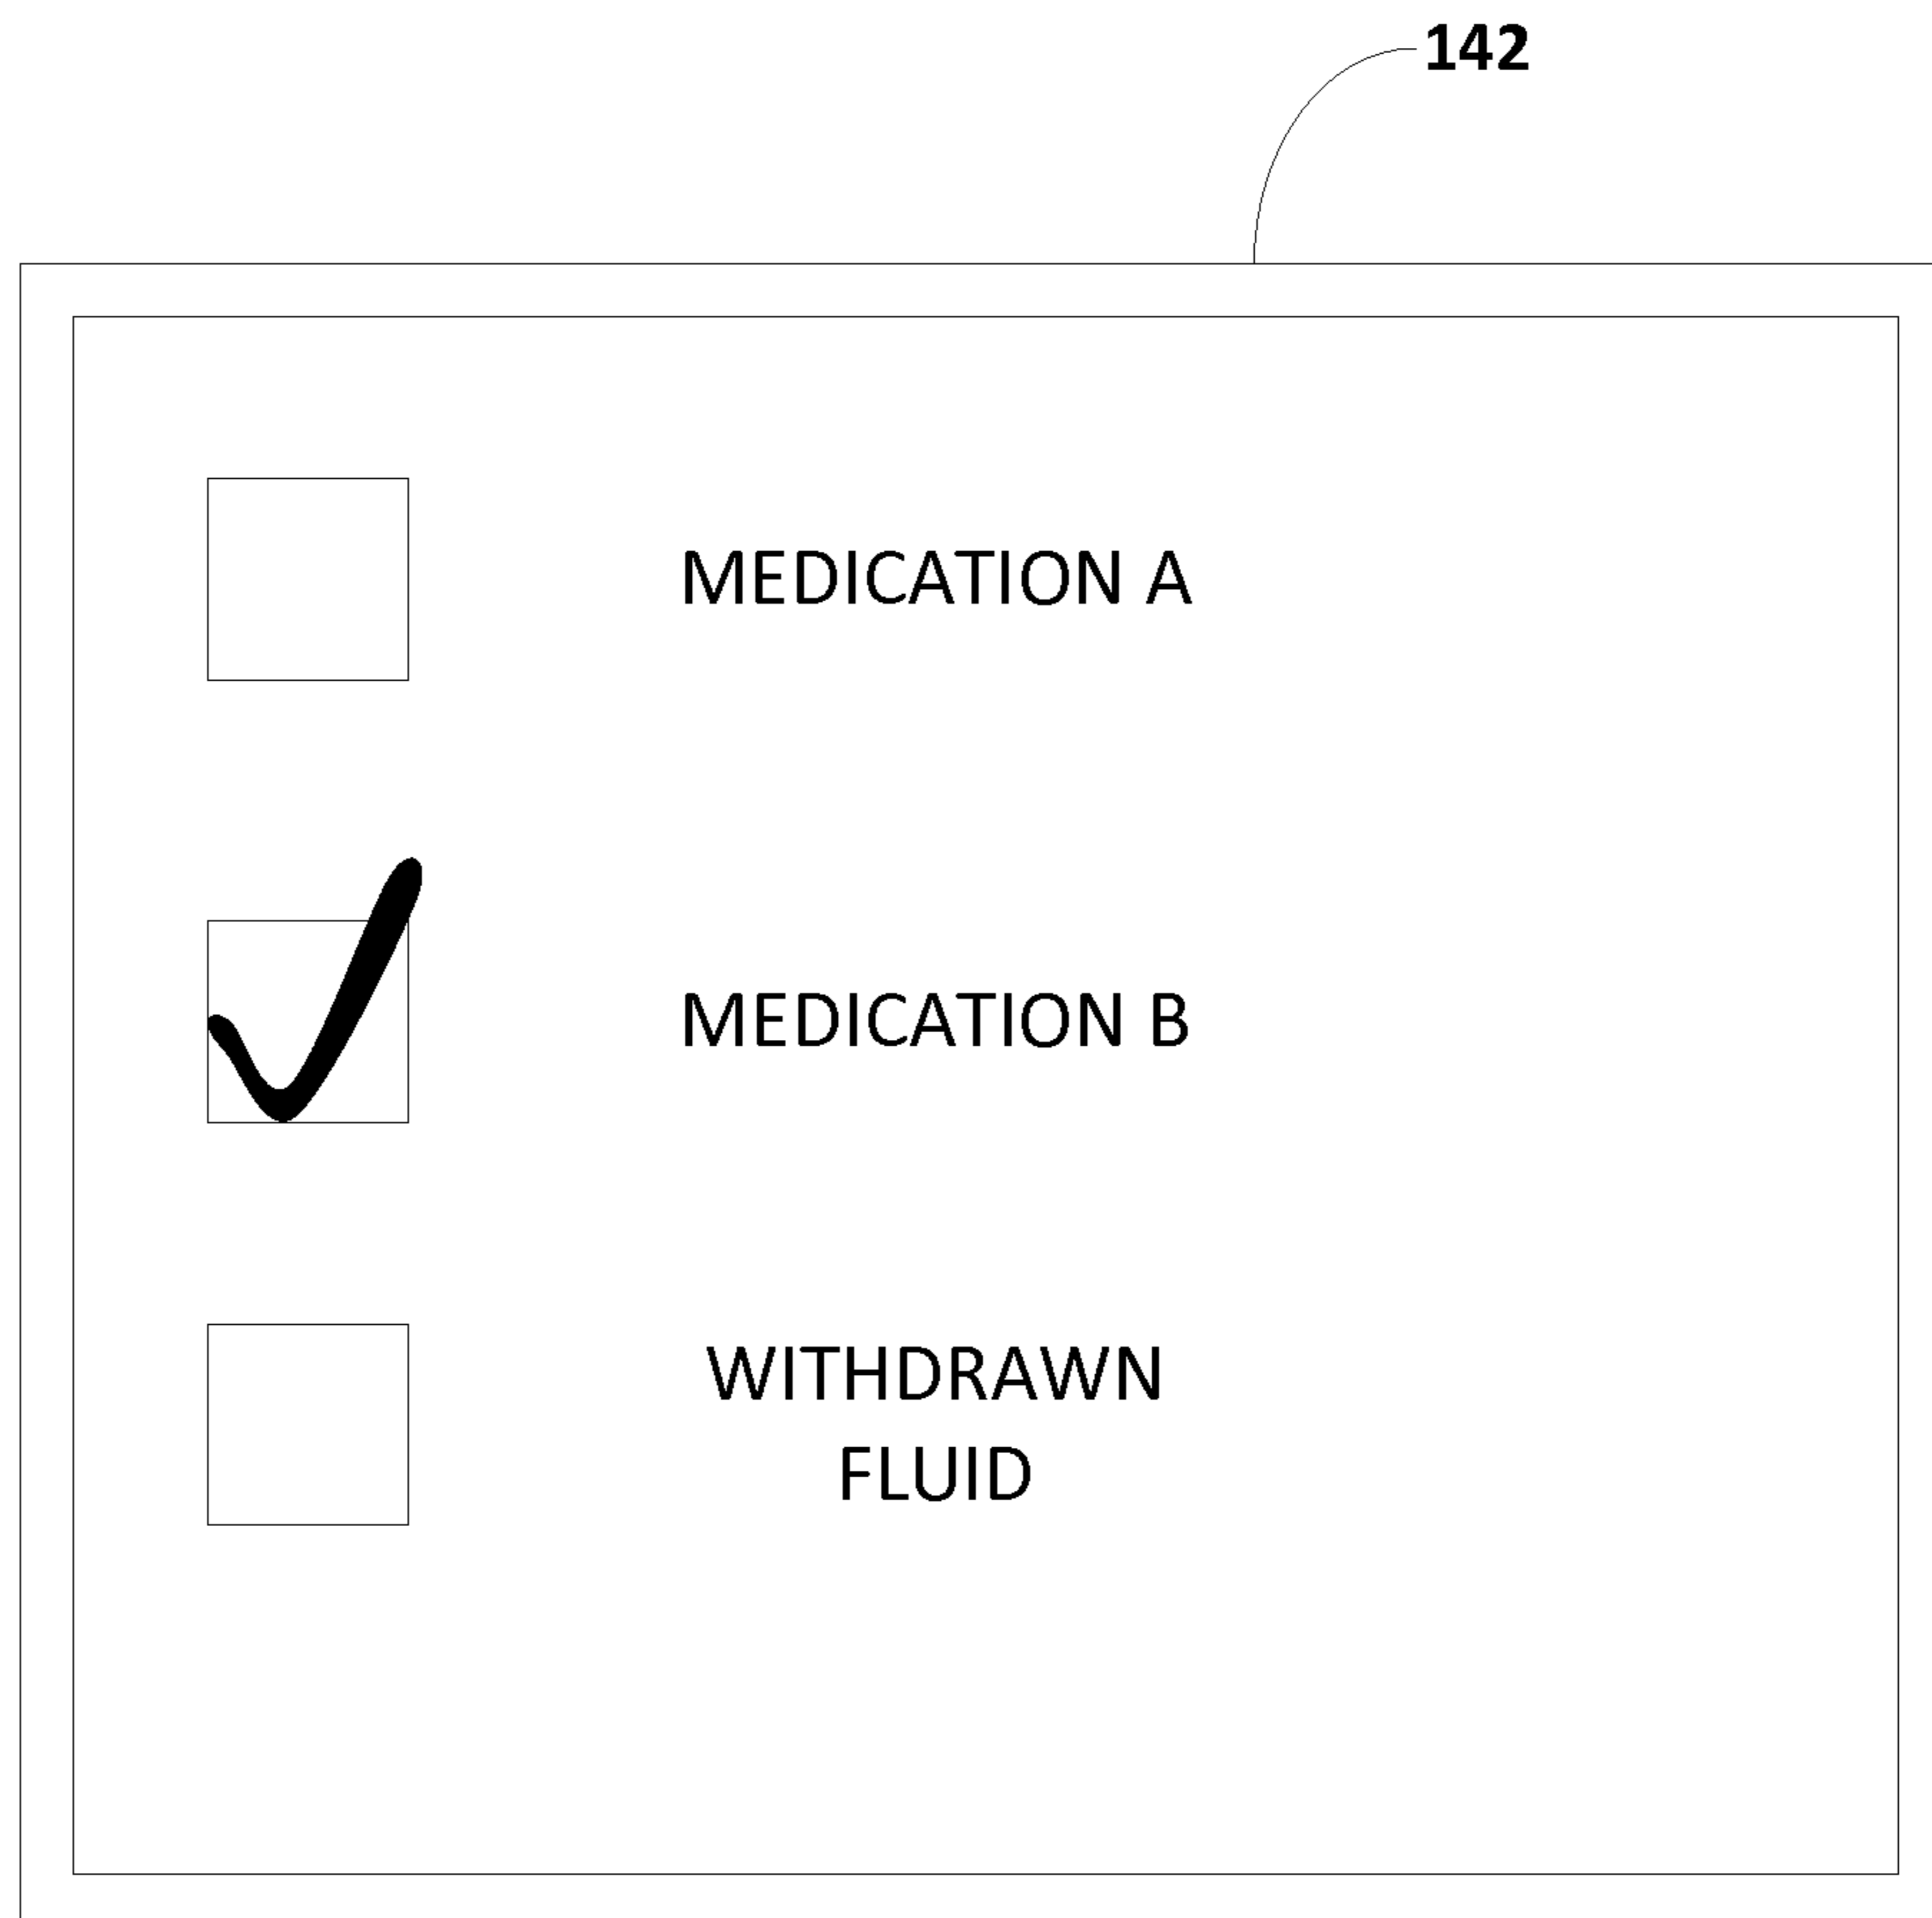 142
MEDICATION A
MEDICATION B
WITHDRAWN
FLUID